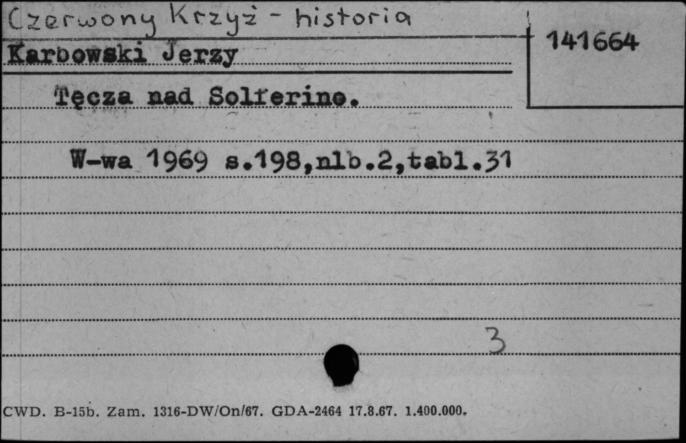 Czerwony Krzyż - historia
141664
Karbowski Jerzy
Tęcza nad Solferino.
W-wa 1969 s.198,nlb.2,tabl.31
3
CWD. B-15b. Zam. 1316-DW/On/67. GDA-2464 17.8.67. 1.400.000.